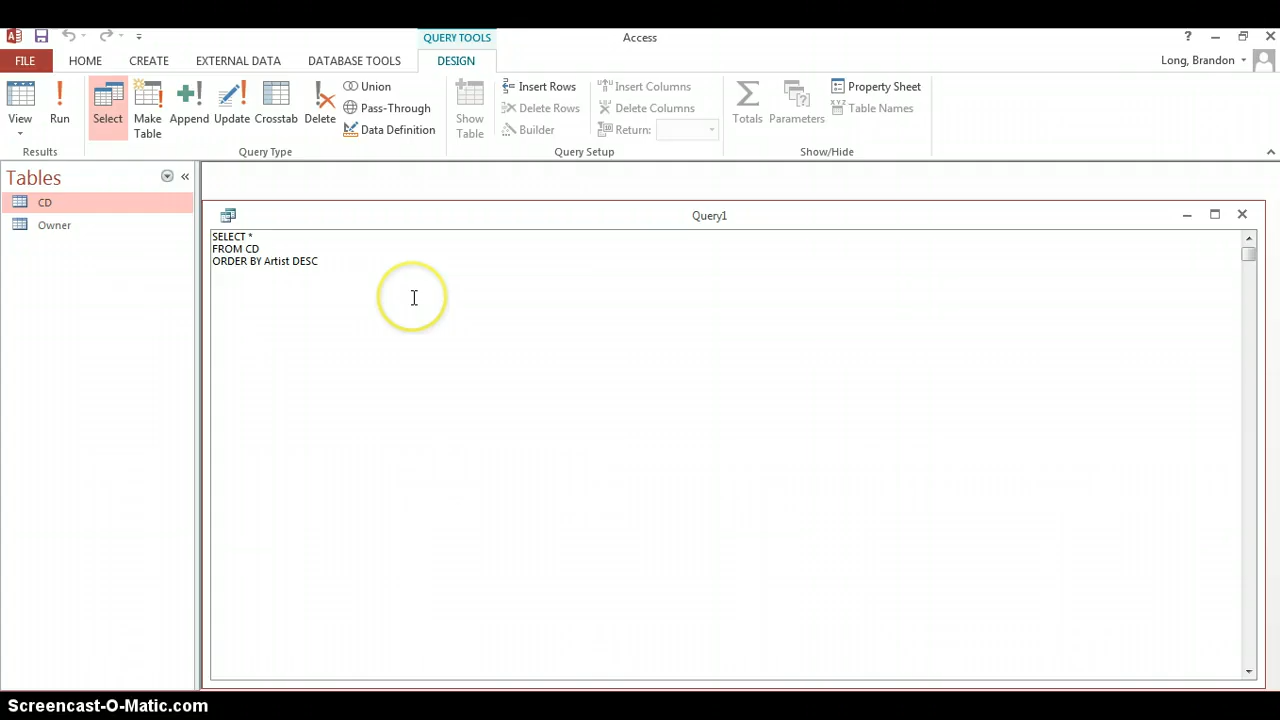 QUERY TOOLS
Access
?
Long, Brandon
FILE
HOME
CREATE
EXTERNAL DATA
DATABASE TOOLS
DESIGN
View
Run
Select
Make
Table
Append
Update
Crosstab
Delete
Union
Pass-Through
Data Definition
Show
Table
Insert Rows
Delete Rows
Builder
Insert Columns
Delete Columns
Return:
Totals
Parameters
Property Sheet
XYZ
Table Names
Results
Query Type
Query Setup
Show/Hide
Tables
CD
Owner
Query1
SELECT *
FROM CD
ORDER BY Artist DESC
Screencast-O-Matic.com